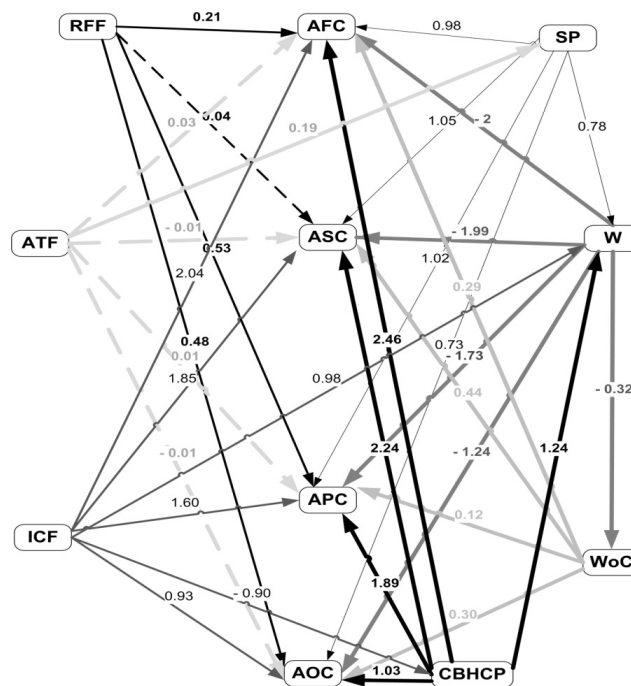 RFF 0.21 AFC 0.98 SP
0.03 0.04 0.19 1.05 - 2 0.78
ATF - 0.01 ASC - 1.99 W
0.53 1.02
2.04 0.29
0.48 2.46 0.73
0.01 1.85 0.98 - 1.73
0.44 - 0.32
- 0.01 2.24 - 1.24 1.24
ICF 1.60 APC
0.12 WoC
1.89
0.93 - 0.90 0.30
AOC 1.03 CBHCP